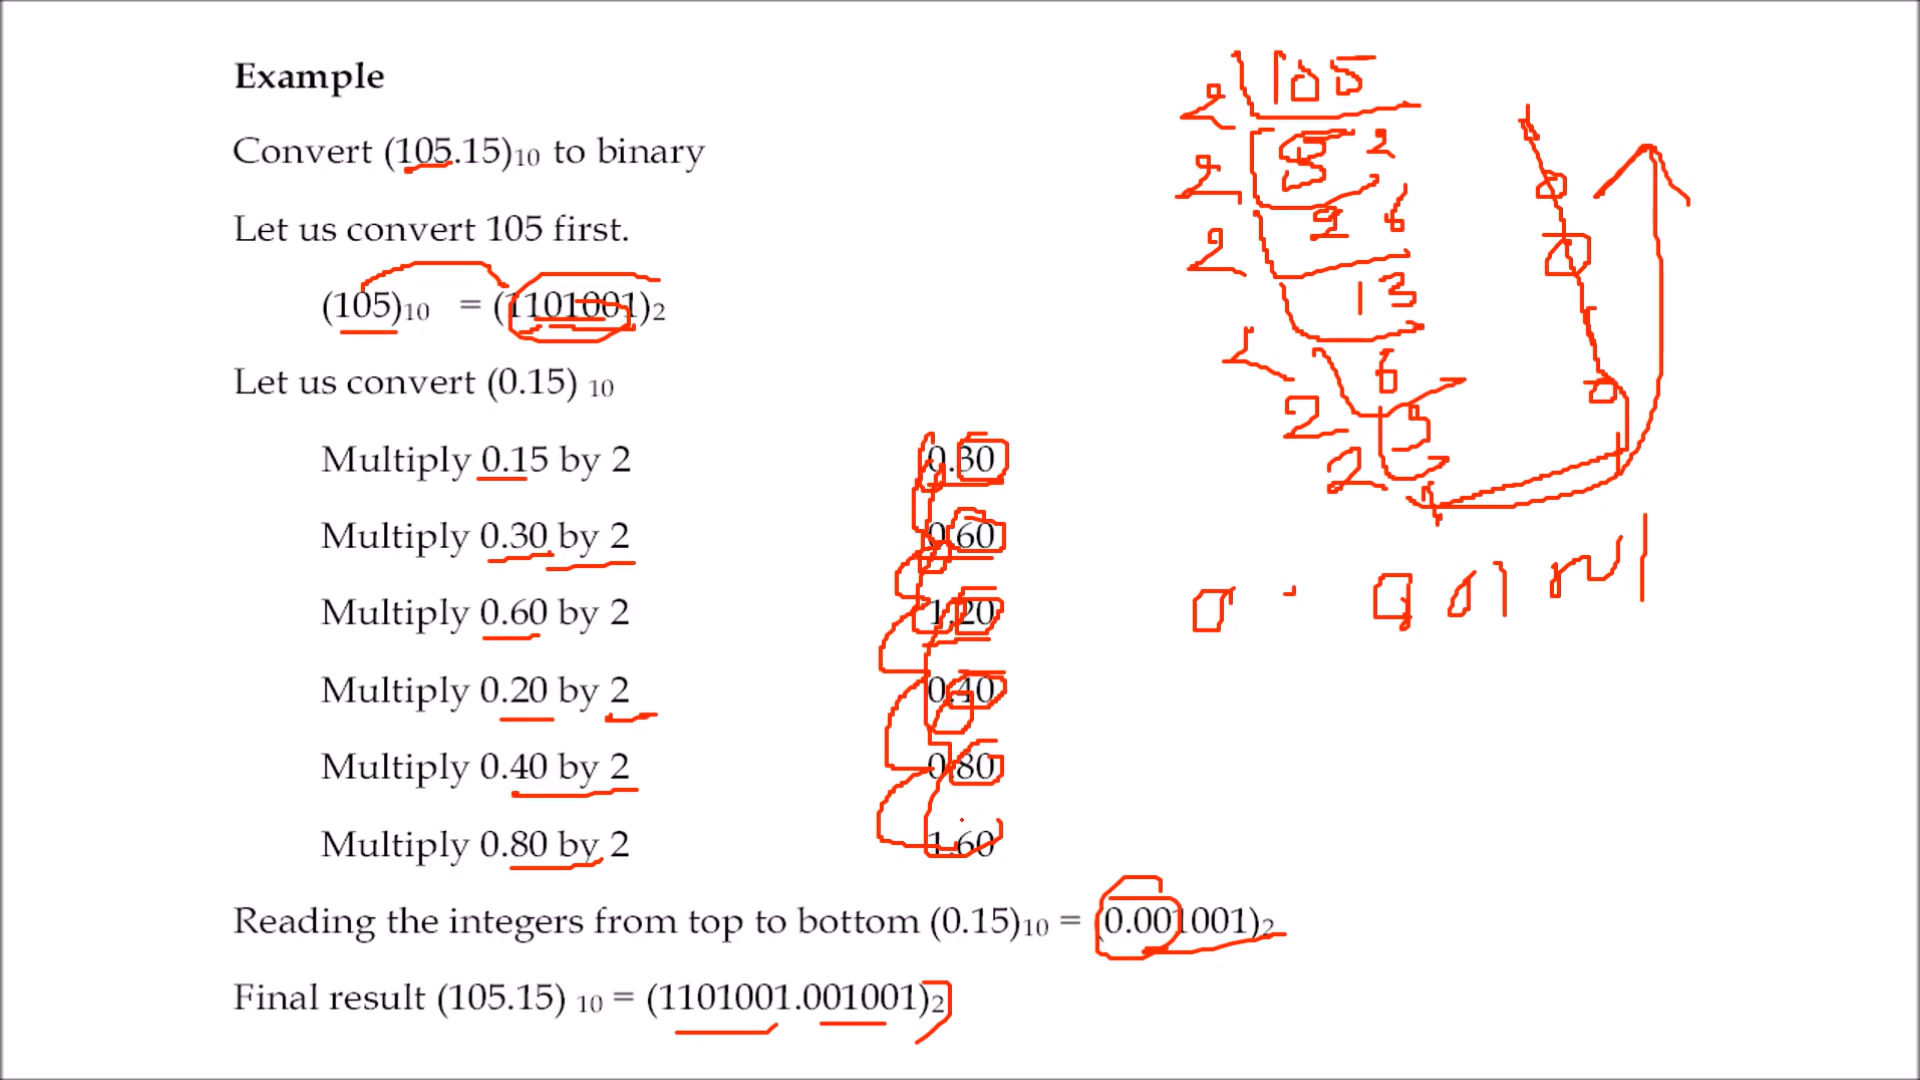 Example
Convert (105.15)10 to binary
Let us convert 105 first.
(105)10 = (1101001)2
Let us convert (0.15) 10
Multiply 0.15 by 2 0.30
Multiply 0.30 by 2 0.60
Multiply 0.60 by 2 1.20
Multiply 0.20 by 2 0.40
Multiply 0.40 by 2 0.80
Multiply 0.80 by 2 1.60
Reading the integers from top to bottom (0.15)10 = (0.001001)2
Final result (105.15) 10 = (1101001.001001)2
2 105
2 52
2 26
13
6
2 3
2